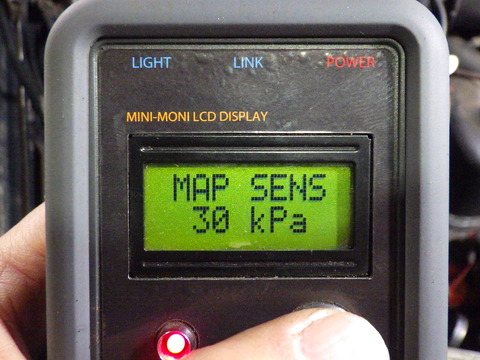 LIGHT LINK POWER
MINI-MONI LCD DISPLAY
MAP SENS
30 kPa